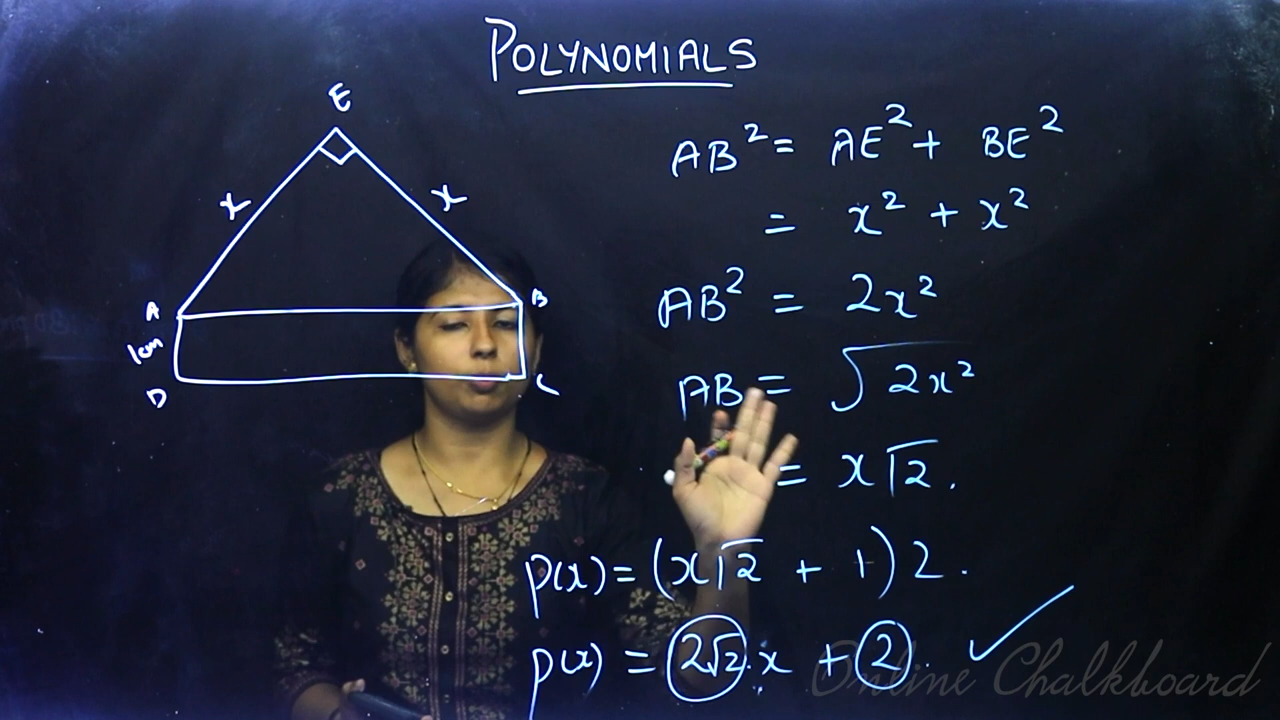 POLYNOMIALS
E
x
x
A
B
1cm
D
C
AB² = AE² + BE²
= x² + x²
AB² = 2x²
AB = √2x²
= x√2.
p(x) = (x√2 + 1)2.
p(x) = 2√2.x + 2.
Online Chalkboard